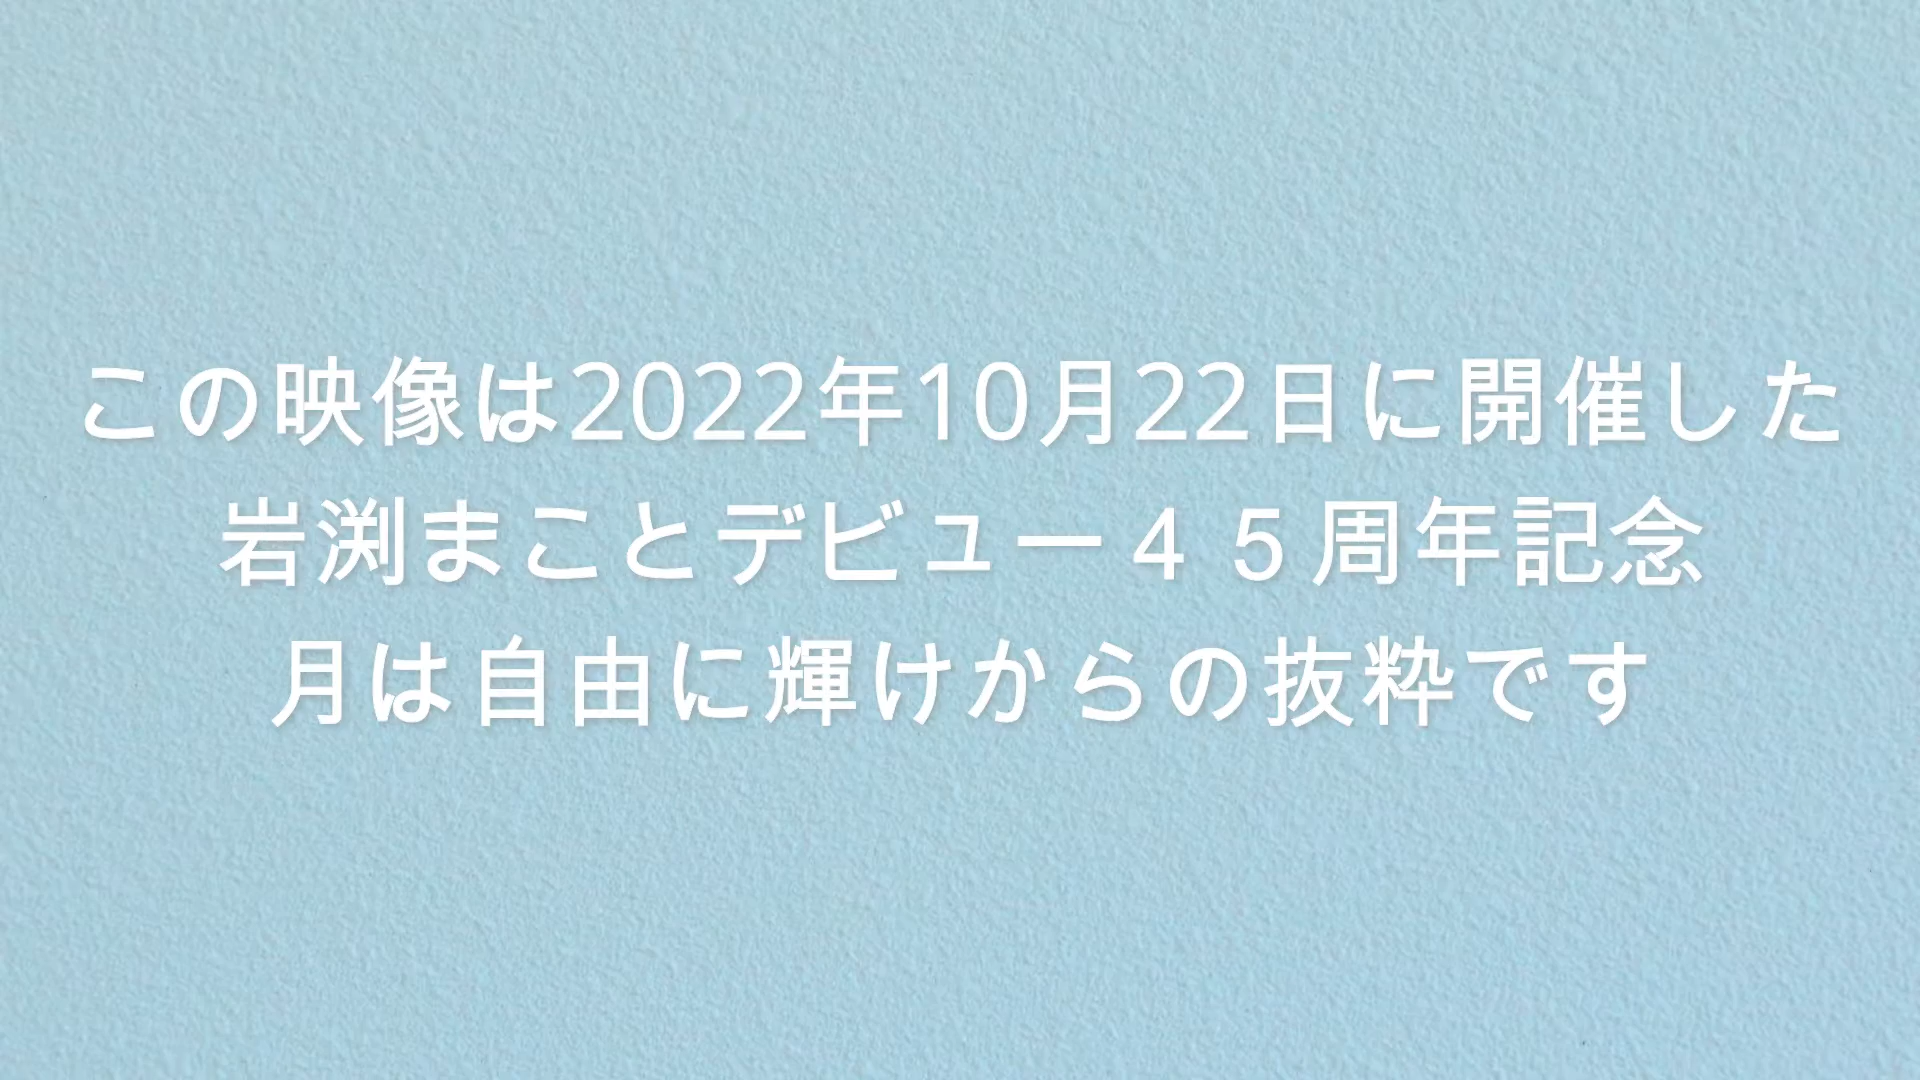 この映像は2022年10月22日に開催した
岩渕まことデビュー４５周年記念
月は自由に輝けからの抜粋です